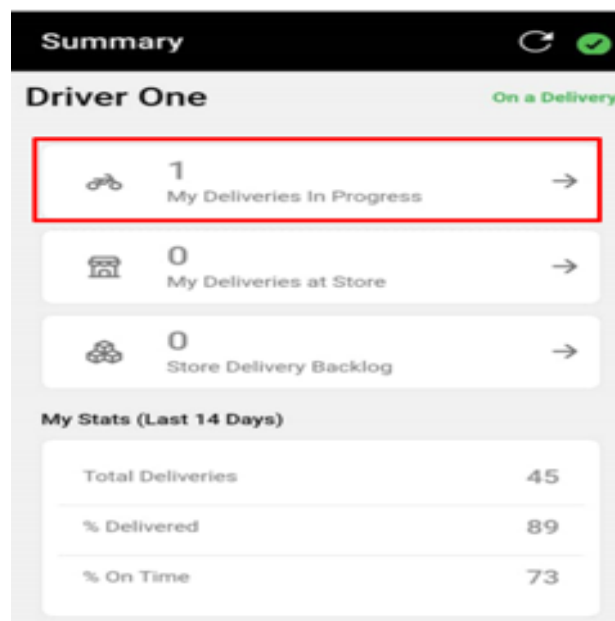 Summary
Driver One
On a Delivery
1
My Deliveries In Progress
0
My Deliveries at Store
0
Store Delivery Backlog
My Stats (Last 14 Days)
Total Deliveries 45
% Delivered 89
% On Time 73